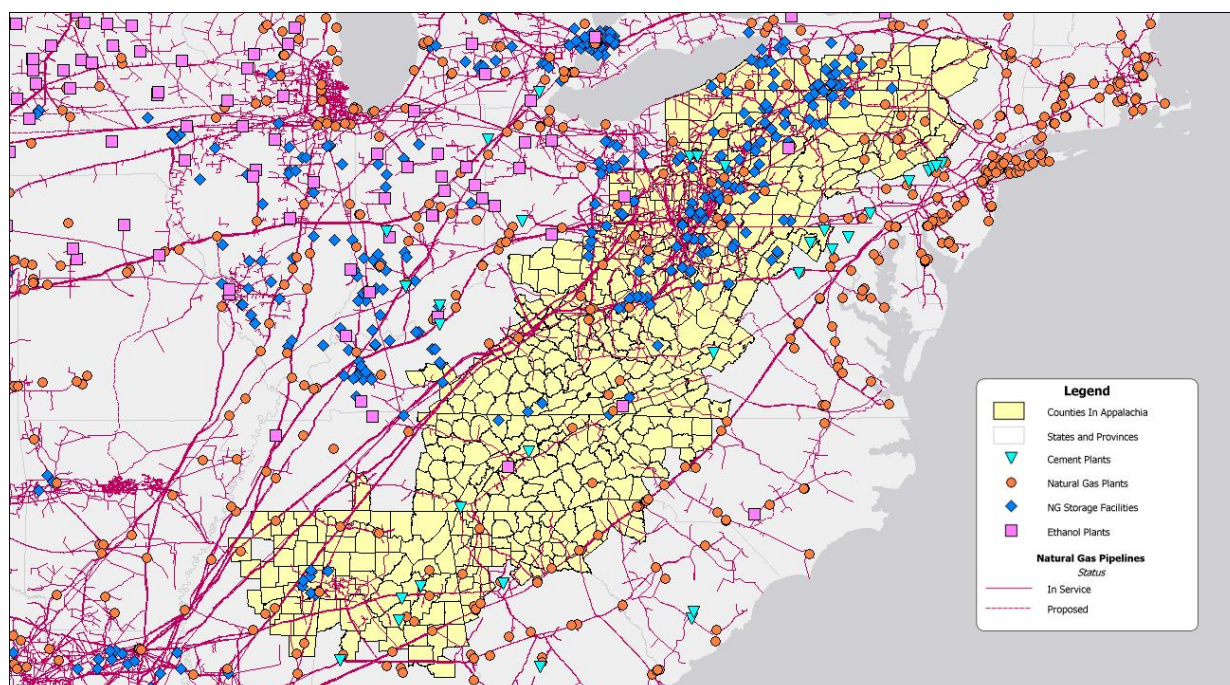 Legend
Counties In Appalachia
States and Provinces
Cement Plants
Natural Gas Plants
NG Storage Facilities
Ethanol Plants
Natural Gas Pipelines
Status
In Service
Proposed